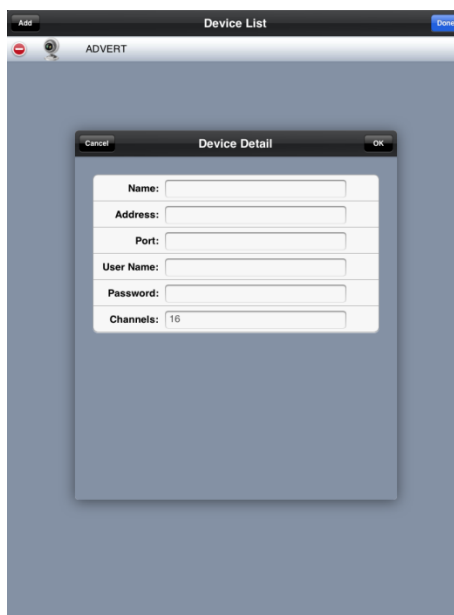 Add Device List Done
ADVERT
Cancel Device Detail OK
Name:
Address:
Port:
User Name:
Password:
Channels: 16